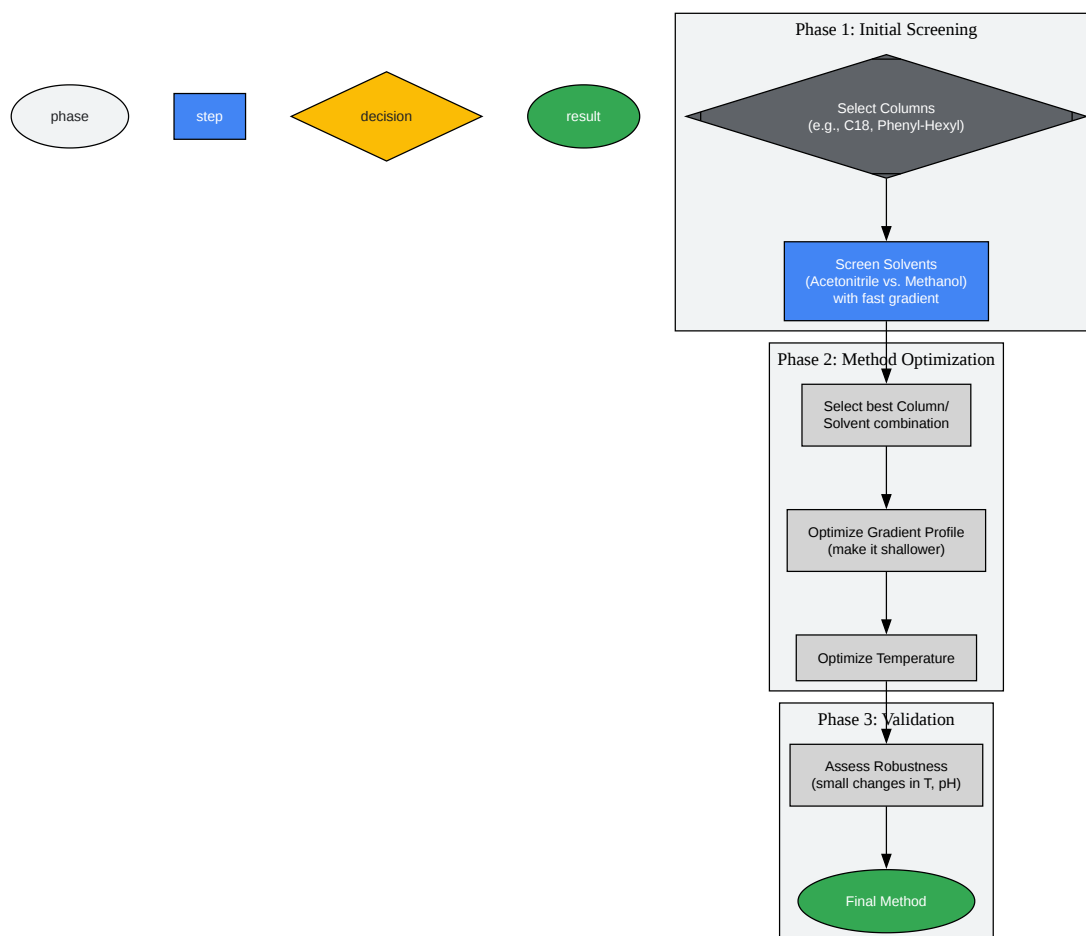 Phase 1: Initial Screening
phase
step
decision
result
Select Columns
(e.g., C18, Phenyl-Hexyl)
Screen Solvents
(Acetonitrile vs. Methanol)
with fast gradient
Phase 2: Method Optimization
Select best Column/
Solvent combination
Optimize Gradient Profile
(make it shallower)
Optimize Temperature
Phase 3: Validation
Assess Robustness
(small changes in T, pH)
Final Method